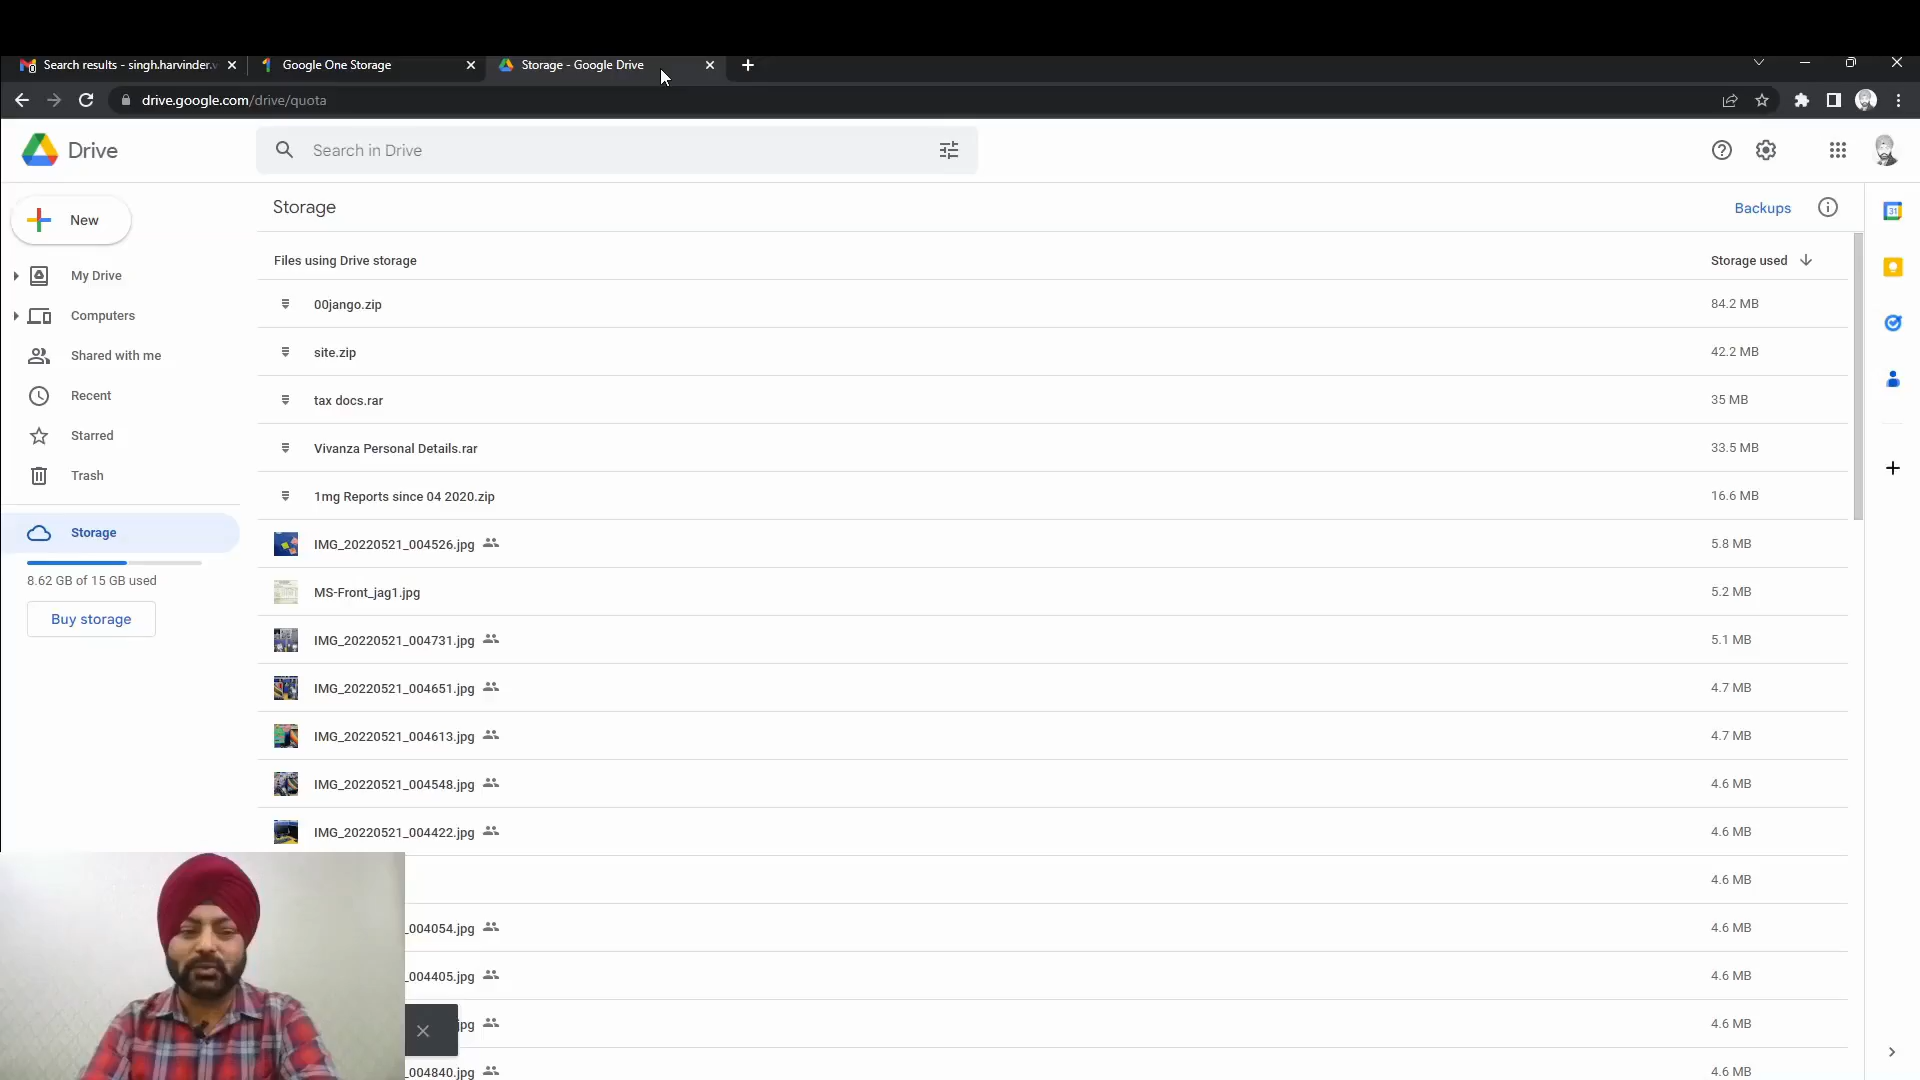 Search results - singh.harvinder.v
Google One Storage
Storage - Google Drive
drive.google.com/drive/quota
Drive
Search in Drive
New
Storage
Backups
My Drive
Computers
Shared with me
Recent
Starred
Trash
Storage
8.62 GB of 15 GB used
Buy storage
Files using Drive storage
Storage used
00jango.zip
84.2 MB
site.zip
42.2 MB
tax docs.rar
35 MB
Vivanza Personal Details.rar
33.5 MB
1mg Reports since 04 2020.zip
16.6 MB
IMG_20220521_004526.jpg
5.8 MB
MS-Front_jag1.jpg
5.2 MB
IMG_20220521_004731.jpg
5.1 MB
IMG_20220521_004651.jpg
4.7 MB
IMG_20220521_004613.jpg
4.7 MB
IMG_20220521_004548.jpg
4.6 MB
IMG_20220521_004422.jpg
4.6 MB
4.6 MB
_004054.jpg
4.6 MB
_004405.jpg
4.6 MB
jpg
4.6 MB
_004840.jpg
4.6 MB
31